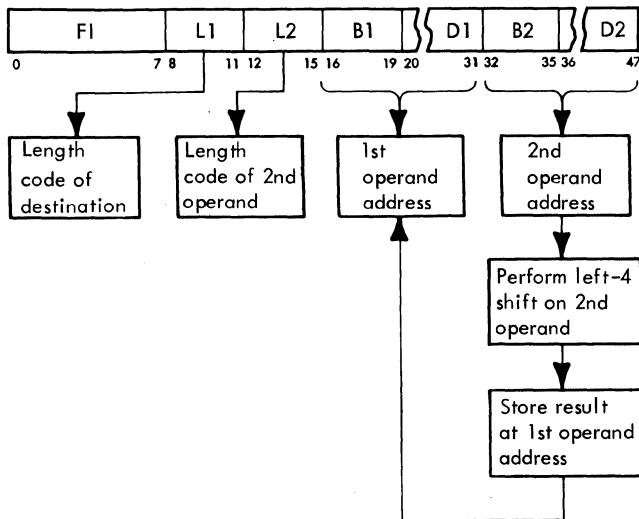 F1 L1 L2 B1 D1 B2 D2
0 7 8 11 12 15 16 19 20 31 32 35 36 47
Length
code of
destination
Length
code of 2nd
operand
1st
operand
address
2nd
operand
address
Perform left-4
shift on 2nd
operand
Store result
at 1st operand
address